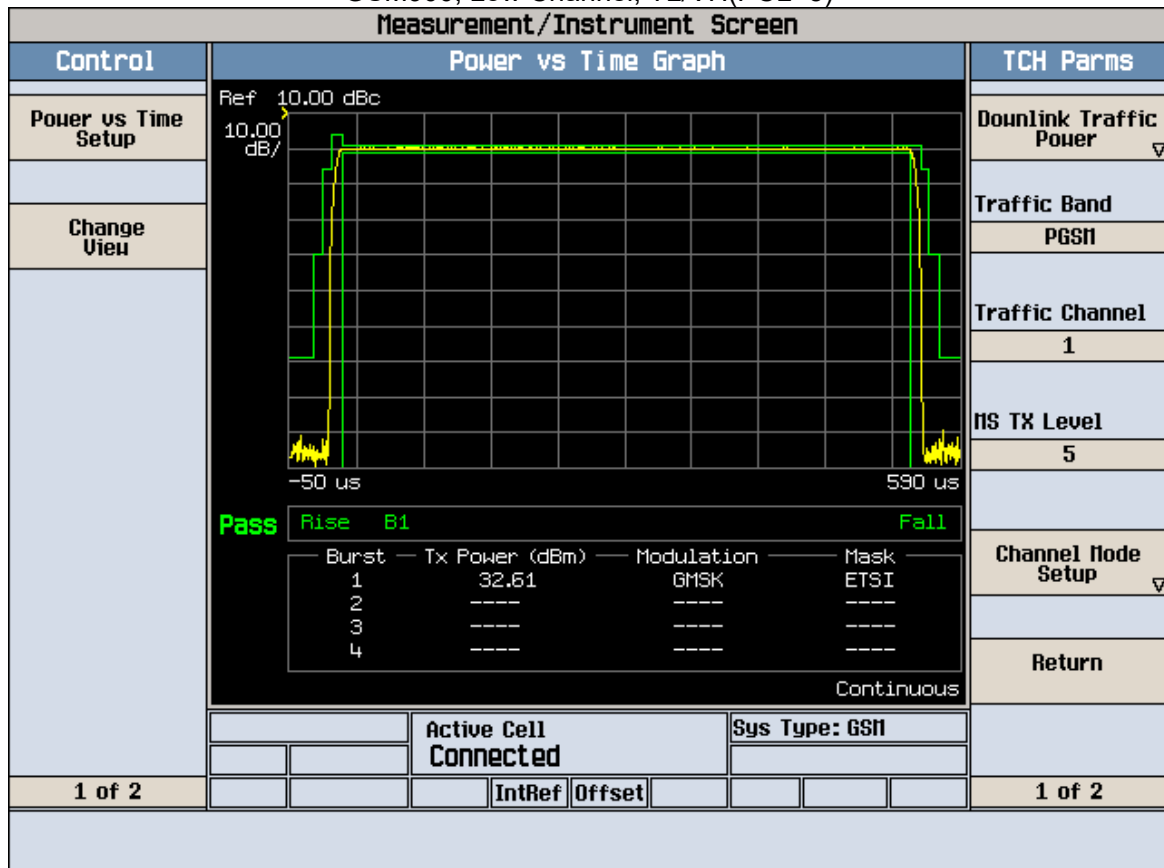 Measurement/Instrument Screen
Control
Power vs Time Graph
TCH Parms
Power vs Time
Setup
Change
View
1 of 2
Ref 10.00 dBc
10.00
dB/
-50 us
590 us
Pass
Rise B1
Fall
Burst Tx Power (dBm) Modulation Mask
1 32.61 GMSK ETSI
2 ---- ---- ----
3 ---- ---- ----
4 ---- ---- ----
Continuous
Active Cell
Connected
Sys Type: GSM
IntRef Offset
Downlink Traffic
Power
Traffic Band
PGSM
Traffic Channel
1
MS TX Level
5
Channel Mode
Setup
Return
1 of 2